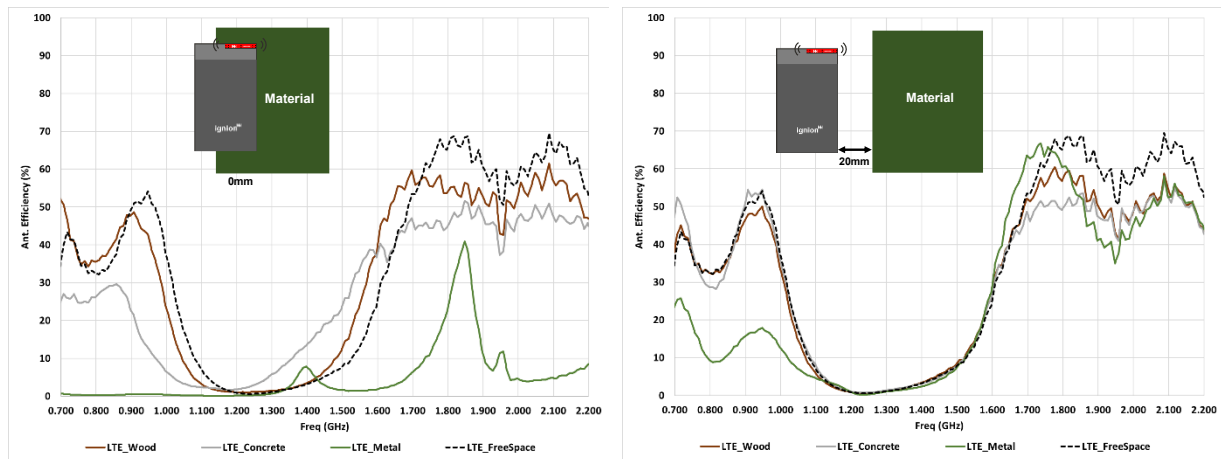 100
90
80
70
60
50
40
30
20
10
0
Ant. Efficiency (%)
Material
ignion
0mm
0.700 0.800 0.900 1.000 1.100 1.200 1.300 1.400 1.500 1.600 1.700 1.800 1.900 2.000 2.100 2.200
Freq (GHz)
LTE_Wood LTE_Concrete LTE_Metal LTE_FreeSpace
100
90
80
70
60
50
40
30
20
10
0
Ant. Efficiency (%)
Material
ignion
20mm
0.700 0.800 0.900 1.000 1.100 1.200 1.300 1.400 1.500 1.600 1.700 1.800 1.900 2.000 2.100 2.200
Freq (GHz)
LTE_Wood LTE_Concrete LTE_Metal LTE_FreeSpace